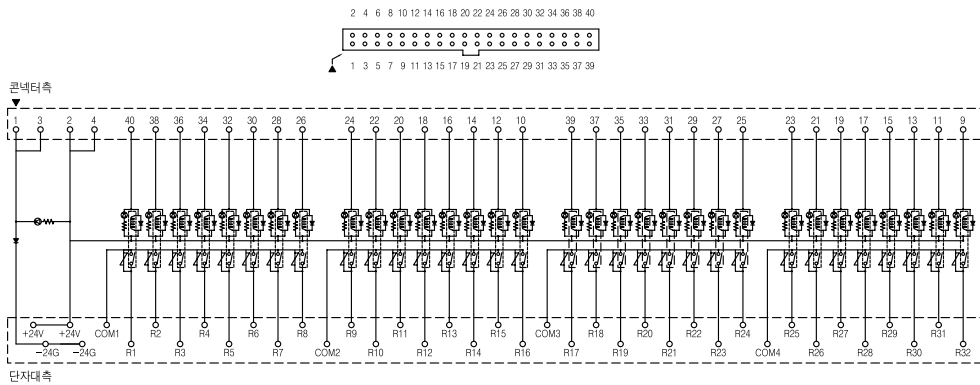 2 4 6 8 10 12 14 16 18 20 22 24 26 28 30 32 34 36 38 40
1 3 5 7 9 11 13 15 17 19 21 23 25 27 29 31 33 35 37 39
콘넥터측
1 3 2 4 40 38 36 34 32 30 28 26 24 22 20 18 16 14 12 10 39 37 35 33 31 29 27 25 23 21 19 17 15 13 11 9
+24V +24V COM1 R2 R4 R6 R8 R9 R11 R13 R15 COM3 R18 R20 R22 R24 R25 R27 R29 R31
−24G −24G R1 R3 R5 R7 COM2 R10 R12 R14 R16 R17 R19 R21 R23 COM4 R26 R28 R30 R32
단자대측